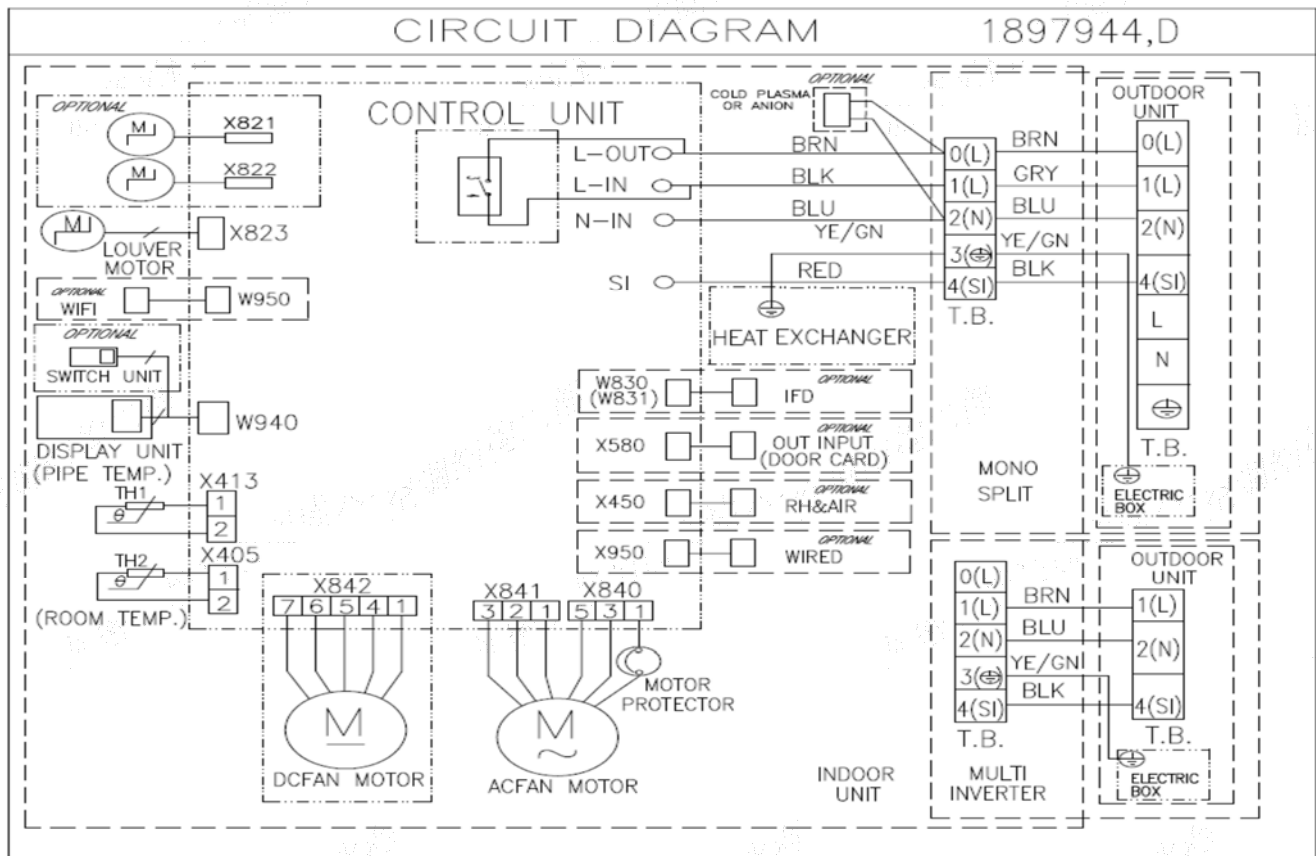 CIRCUIT DIAGRAM 1897944,D
OPTIONAL
M X821
M X822
M X823
LOUVER
MOTOR
OPTIONAL
WIFI W950
OPTIONAL
SWITCH UNIT
W940
DISPLAY UNIT
(PIPE TEMP.)
X413
TH1
θ
1
2
X405
TH2
θ
1
2
(ROOM TEMP.)
CONTROL UNIT
L-OUT
L-IN
N-IN
SI
OPTIONAL
COLD PLASMA
OR ANION
BRN
BLK
BLU
YE/GN
RED
HEAT EXCHANGER
W830
(W831)
OPTIONAL
IFD
X580
OPTIONAL
OUT INPUT
(DOOR CARD)
X450
OPTIONAL
RH&AIR
X950
OPTIONAL
WIRED
X842
7 6 5 4 1
M
DCFAN MOTOR
X841
3 2 1
X840
5 3 1
M
~
ACFAN MOTOR
MOTOR
PROTECTOR
INDOOR
UNIT
0(L)
1(L)
2(N)
3(⏚)
4(SI)
T.B.
BRN
GRY
BLU
YE/GN
BLK
MONO
SPLIT
OUTDOOR
UNIT
0(L)
1(L)
2(N)
4(SI)
L
N
T.B.
ELECTRIC
BOX
0(L)
1(L)
2(N)
3(⏚)
4(SI)
T.B.
BRN
BLU
YE/GN
BLK
MULTI
INVERTER
OUTDOOR
UNIT
1(L)
2(N)
4(SI)
T.B.
ELECTRIC
BOX